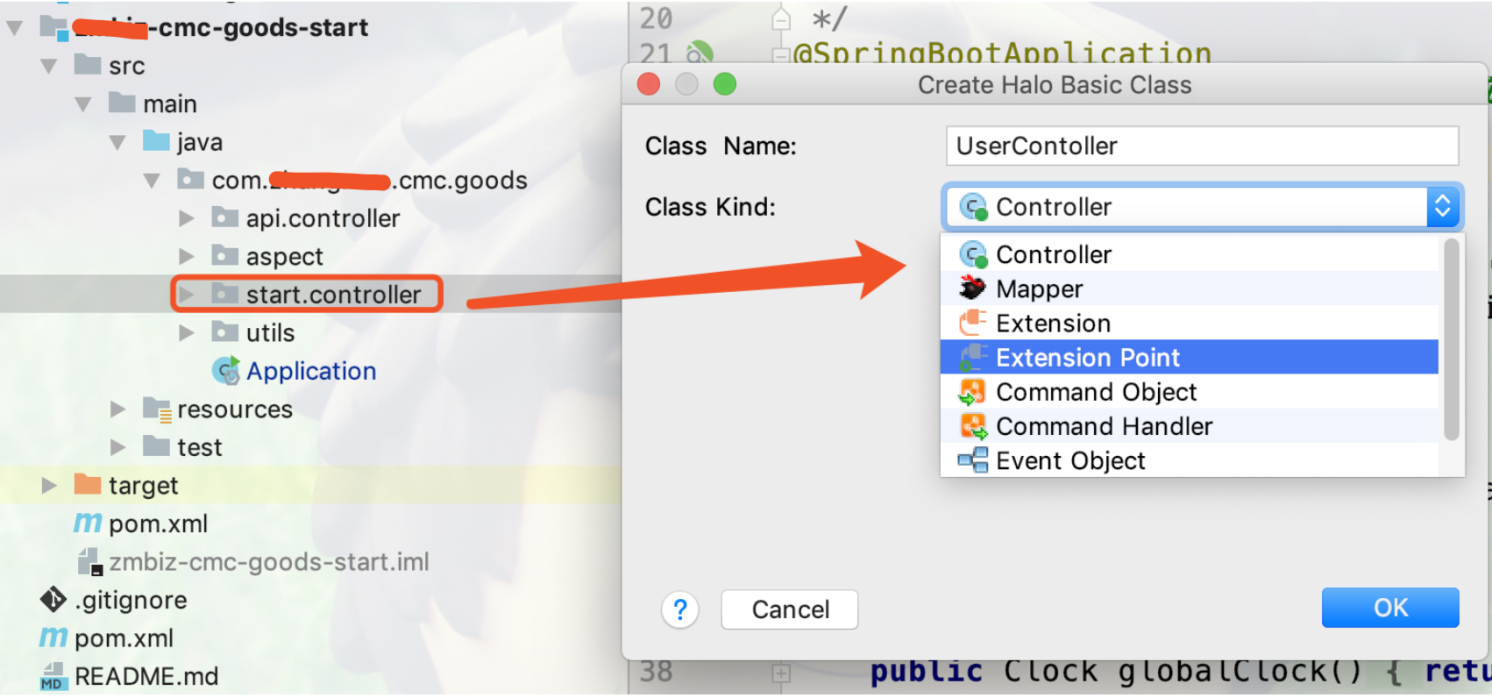 -cmc-goods-start
src
main
java
com. .cmc.goods
api.controller
aspect
start.controller
utils
Application
resources
test
target
pom.xml
zmbiz-cmc-goods-start.iml
.gitignore
pom.xml
MD README.md
20 */
21 @SpringBootApplication
Create Halo Basic Class
Class Name: UserContoller
Class Kind: Controller
Controller
Mapper
Extension
Extension Point
Command Object
Command Handler
Event Object
? Cancel OK
38 public Clock globalClock() { retu